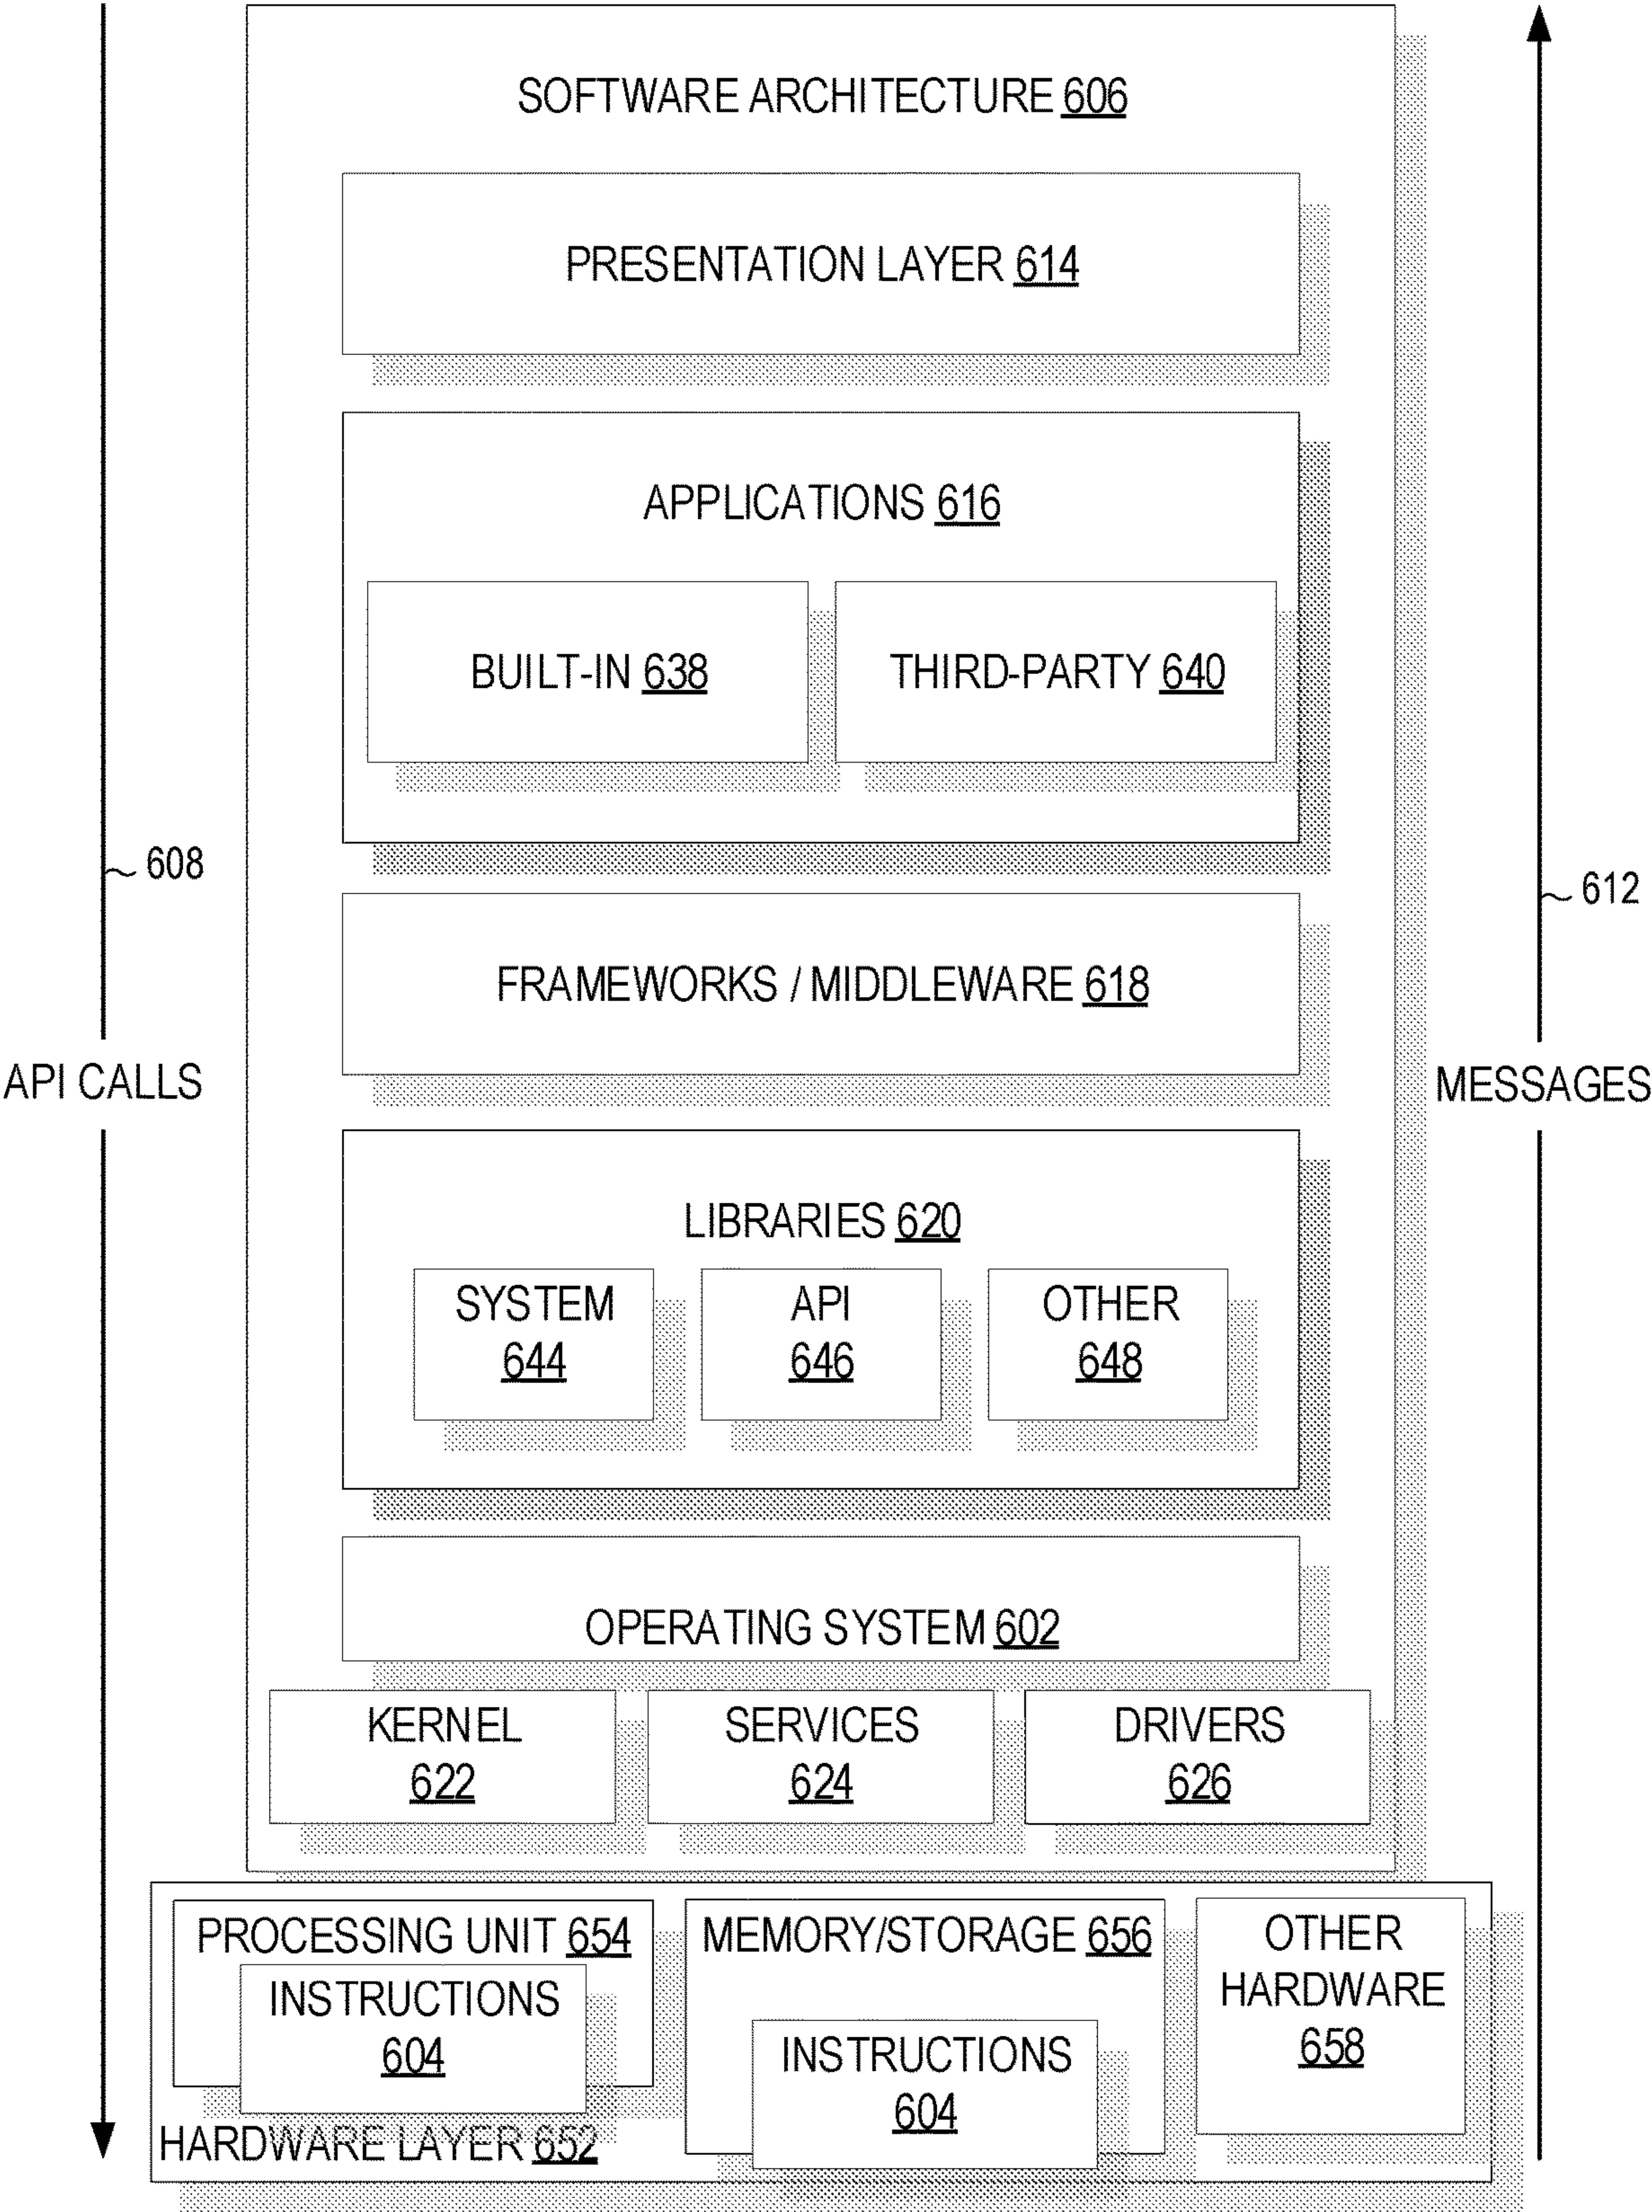 SOFTWARE ARCHITECTURE 606
PRESENTATION LAYER 614
APPLICATIONS 616
BUILT-IN 638
THIRD-PARTY 640
608
612
FRAMEWORKS / MIDDLEWARE 618
API CALLS
MESSAGES
LIBRARIES 620
SYSTEM
644
API
646
OTHER
648
OPERATING SYSTEM 602
KERNEL
622
SERVICES
624
DRIVERS
626
PROCESSING UNIT 654
INSTRUCTIONS
604
MEMORY/STORAGE 656
INSTRUCTIONS
604
OTHER
HARDWARE
658
HARDWARE LAYER 652